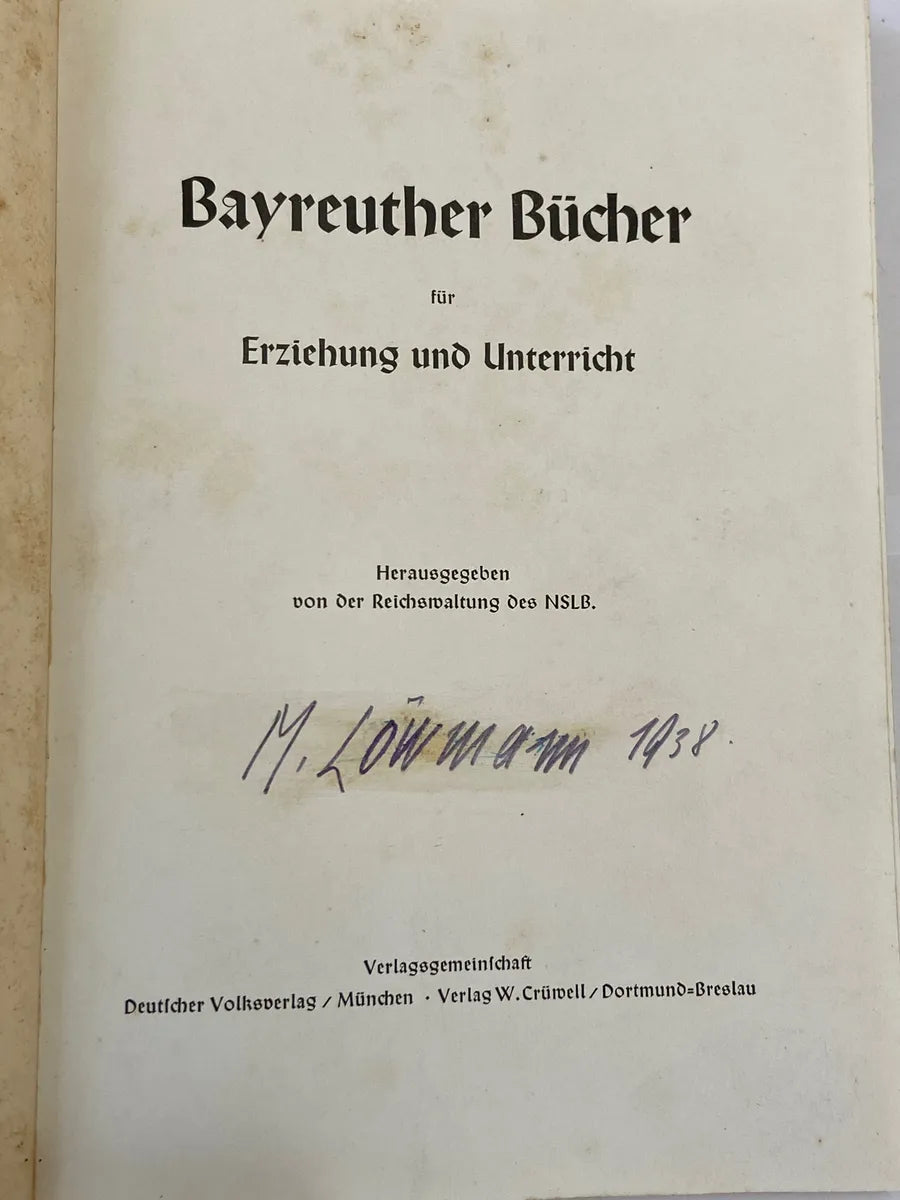 Bayreuther Bücher
für
Erziehung und Unterricht
Herausgegeben
von der Reichswaltung des NSLB.
M. Löwmann 1938.
Verlagsgemeinschaft
Deutscher Volksverlag / München · Verlag W. Crüwell / Dortmund=Breslau